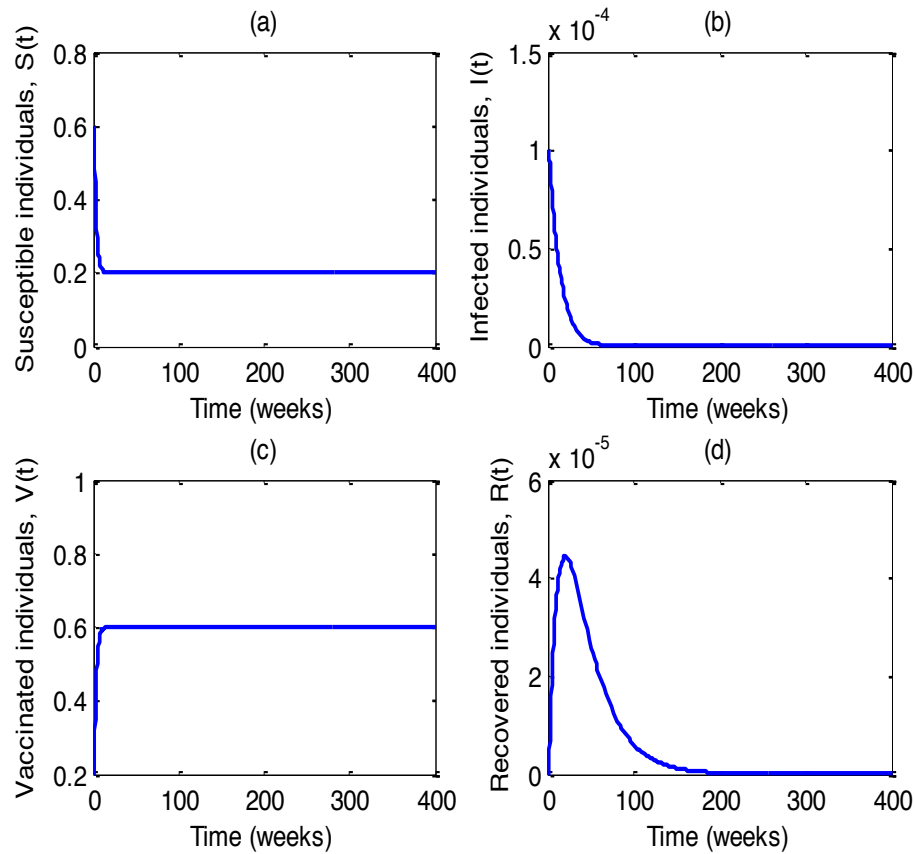 (a)
Susceptible individuals, S(t)
0.8
0.6
0.4
0.2
0
0 100 200 300 400
Time (weeks)
(b)
x 10^-4
Infected individuals, I(t)
1.5
1
0.5
0
0 100 200 300 400
Time (weeks)
(c)
Vaccinated individuals, V(t)
1
0.8
0.6
0.4
0.2
0 100 200 300 400
Time (weeks)
(d)
x 10^-5
Recovered individuals, R(t)
6
4
2
0
0 100 200 300 400
Time (weeks)